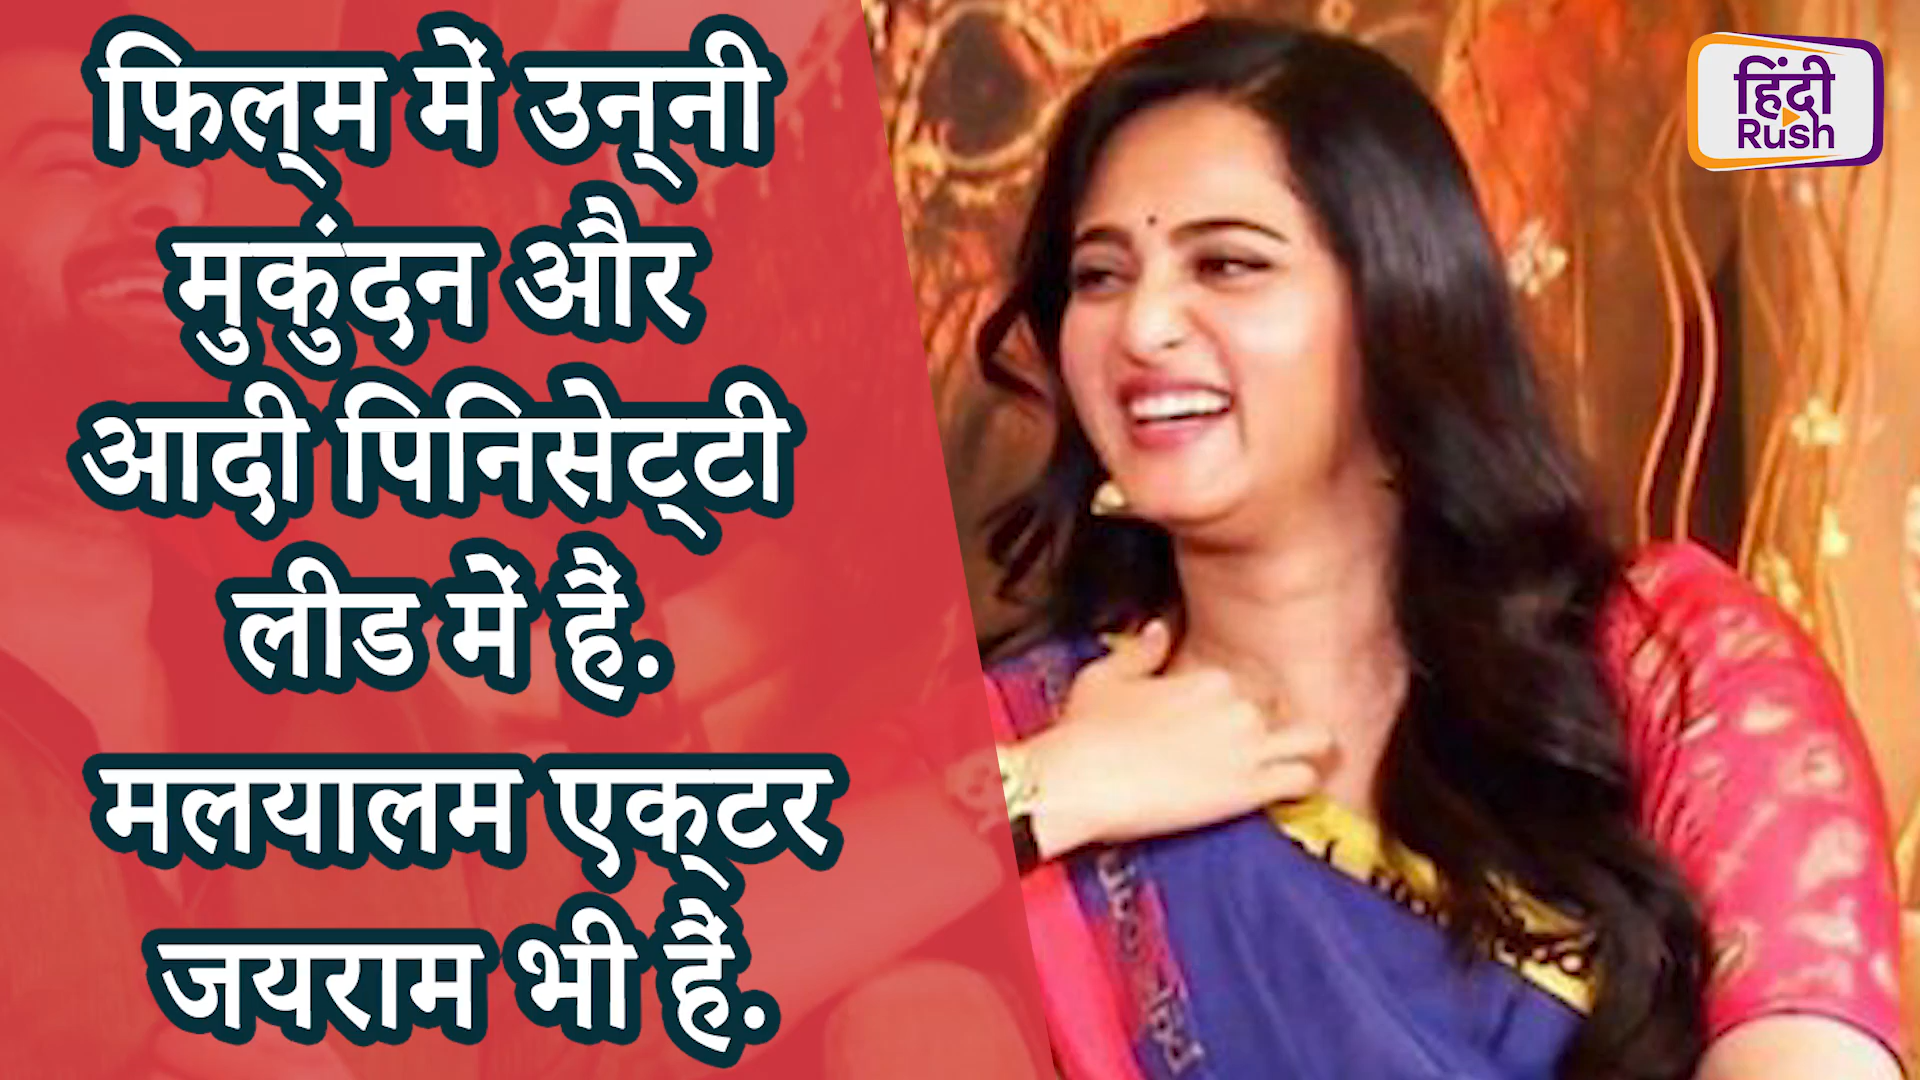 फिल्म में उन्नी
मुकुंदन और
आदी पिनिसेट्टी
लीड में हैं.
मलयालम एक्टर
जयराम भी हैं.
हिंदी
Rush